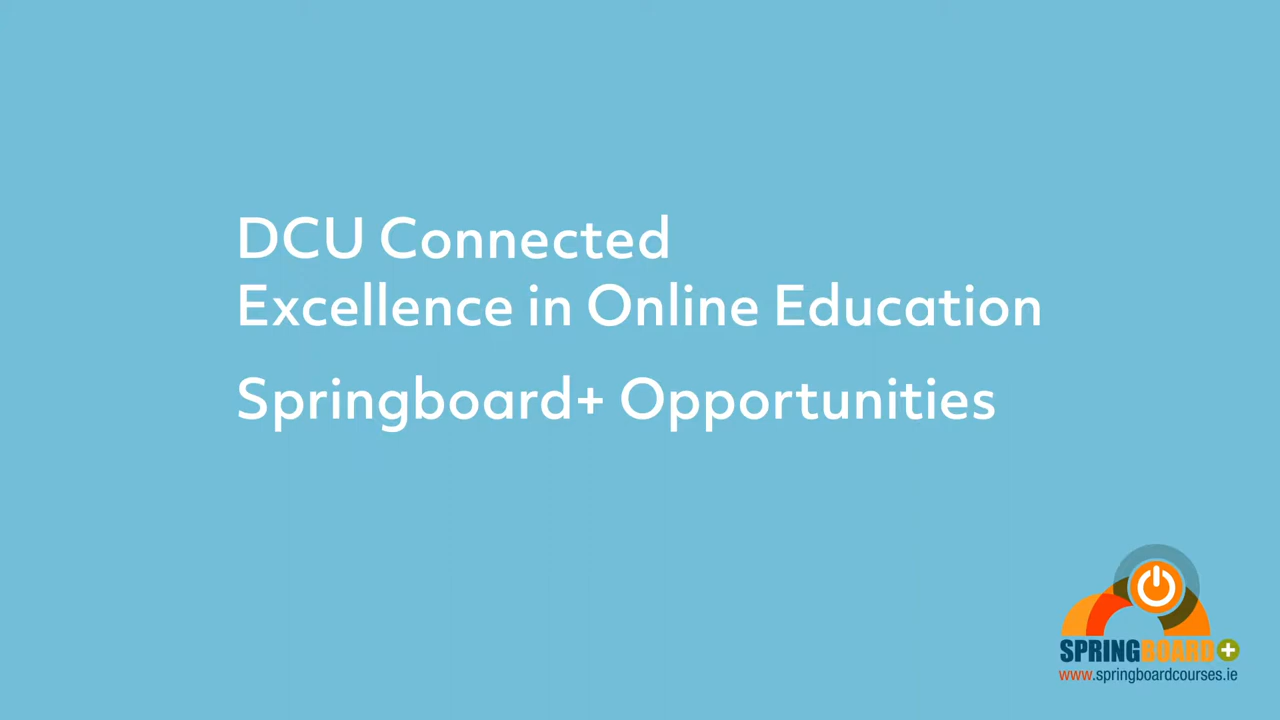 DCU Connected
Excellence in Online Education
Springboard+ Opportunities
SPRINGBOARD+
www.springboardcourses.ie